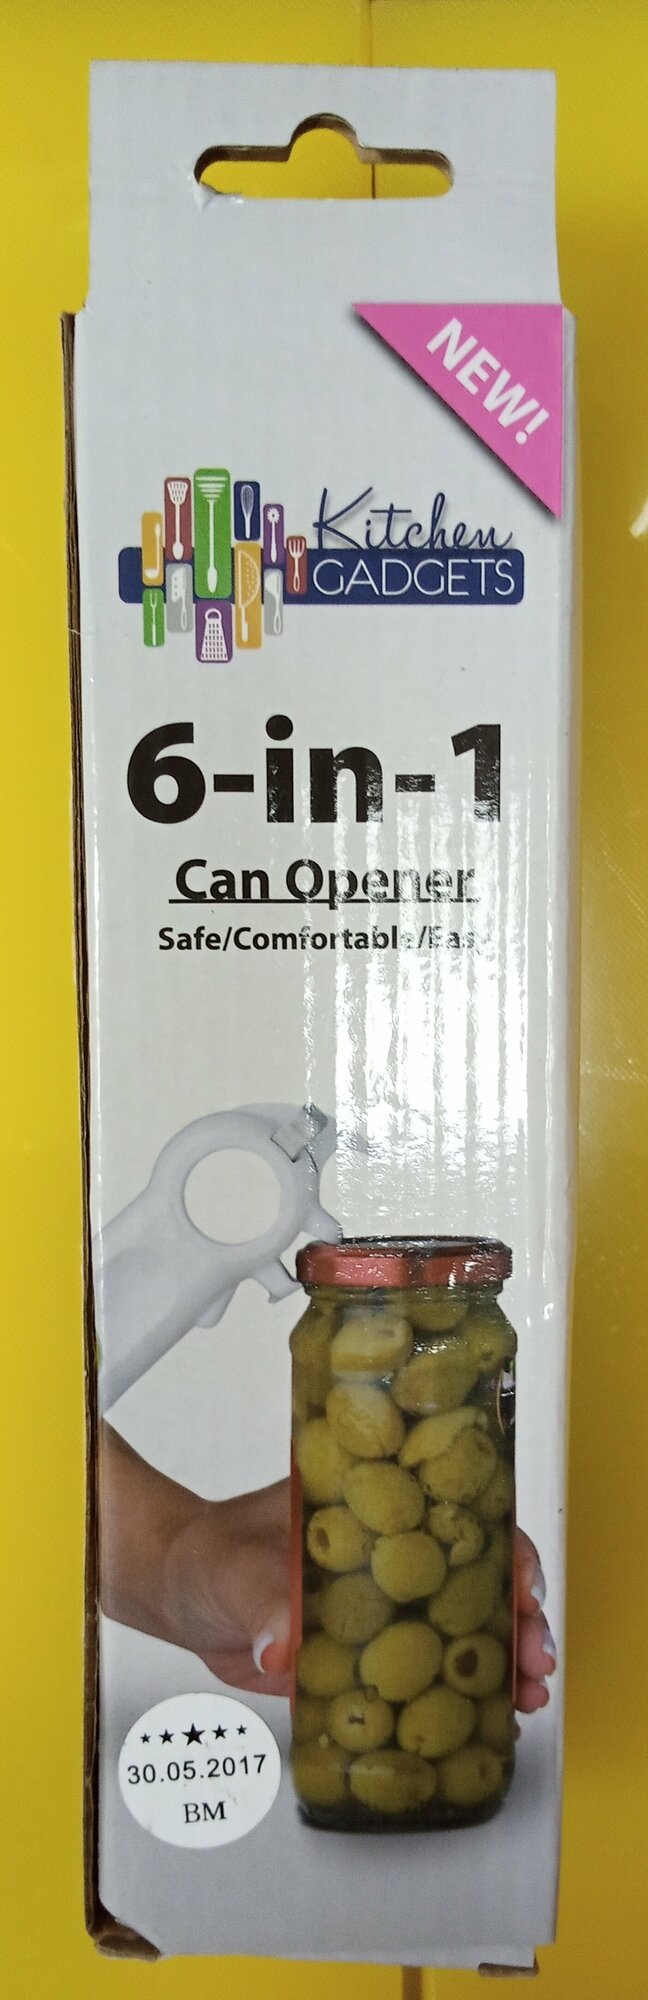 NEW!
Kitchen
GADGETS
6-in-1
Can Opener
Safe/Comfortable/Easy
30.05.2017
BM